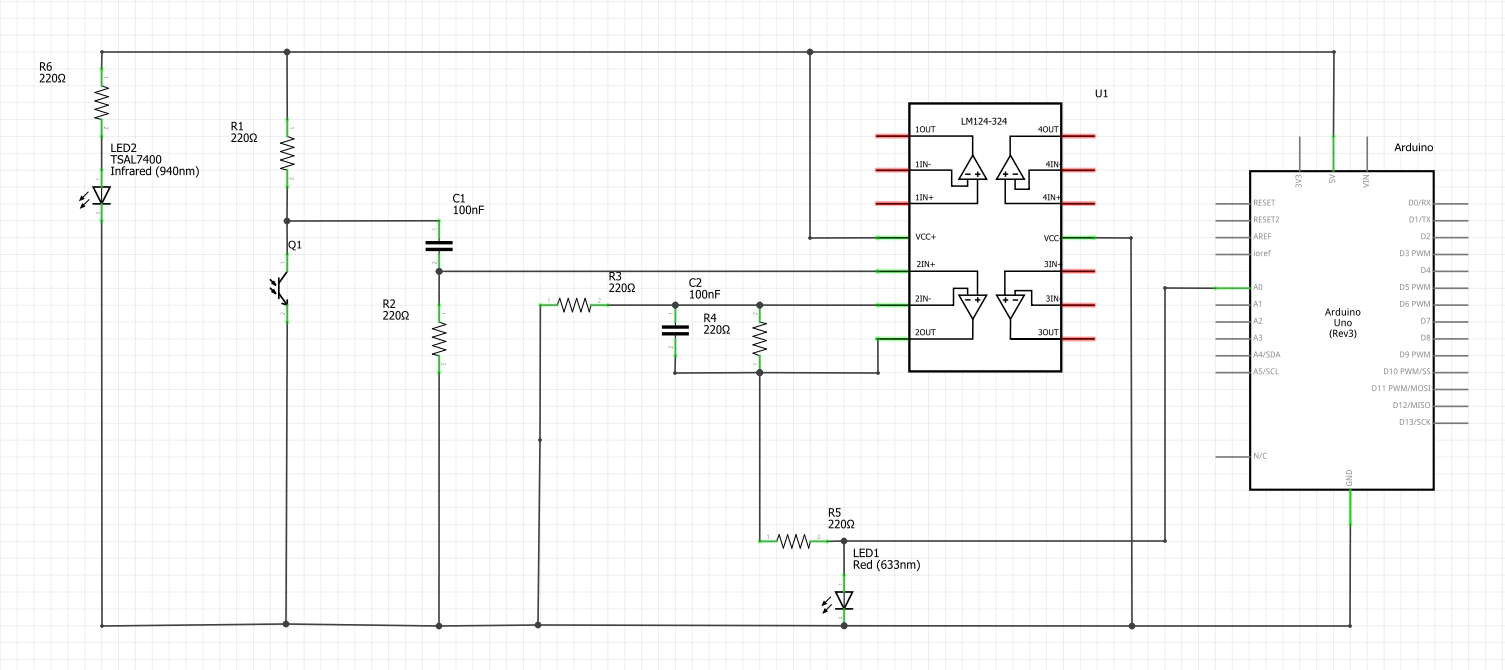 R6
220Ω
LED2
TSAL7400
Infrared (940nm)
R1
220Ω
Q1
C1
100nF
R2
220Ω
R3
220Ω
C2
100nF
R4
220Ω
R5
220Ω
LED1
Red (633nm)
U1
LM124-324
1OUT
1IN-
1IN+
VCC+
2IN+
2IN-
2OUT
4OUT
4IN-
4IN+
VCC-
3IN+
3IN-
3OUT
Arduino
3V3
5V
VIN
RESET
RESET2
AREF
ioref
A0
A1
A2
A3
A4/SDA
A5/SCL
N/C
Arduino
Uno
(Rev3)
D0/RX
D1/TX
D2
D3 PWM
D4
D5 PWM
D6 PWM
D7
D8
D9 PWM
D10 PWM/SS
D11 PWM/MOSI
D12/MISO
D13/SCK
GND